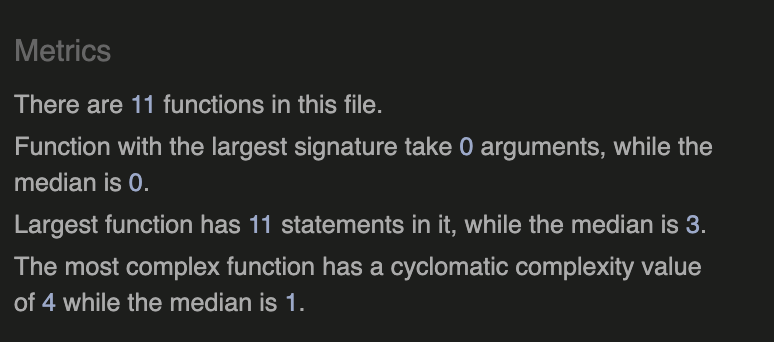 Metrics
There are 11 functions in this file.
Function with the largest signature take 0 arguments, while the
median is 0.
Largest function has 11 statements in it, while the median is 3.
The most complex function has a cyclomatic complexity value
of 4 while the median is 1.